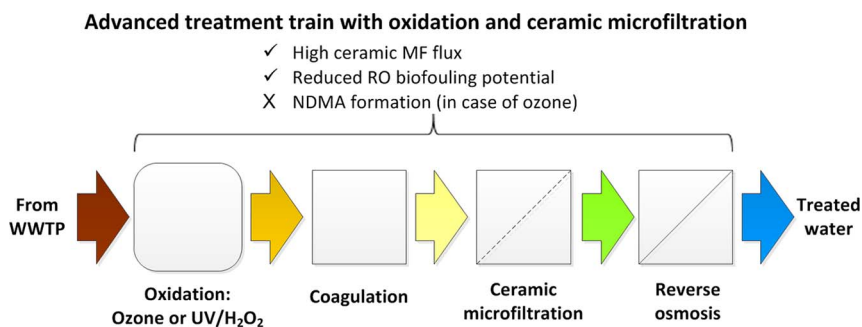 Advanced treatment train with oxidation and ceramic microfiltration
✓ High ceramic MF flux
✓ Reduced RO biofouling potential
X NDMA formation (in case of ozone)
From
WWTP
Treated
water
Oxidation:
Ozone or UV/H₂O₂
Coagulation
Ceramic
microfiltration
Reverse
osmosis